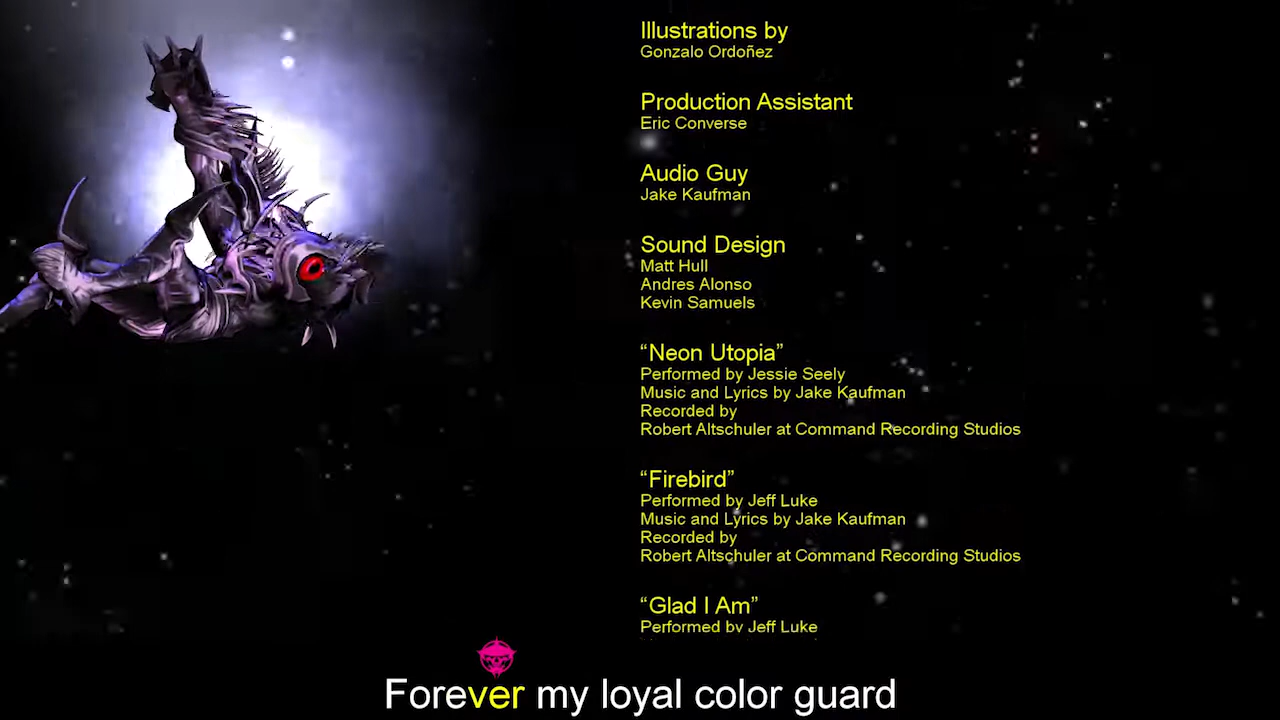 Illustrations by
Gonzalo Ordoñez
Production Assistant
Eric Converse
Audio Guy
Jake Kaufman
Sound Design
Matt Hull
Andres Alonso
Kevin Samuels
“Neon Utopia”
Performed by Jessie Seely
Music and Lyrics by Jake Kaufman
Recorded by
Robert Altschuler at Command Recording Studios
“Firebird”
Performed by Jeff Luke
Music and Lyrics by Jake Kaufman
Recorded by
Robert Altschuler at Command Recording Studios
“Glad I Am”
Performed by Jeff Luke
Forever my loyal color guard